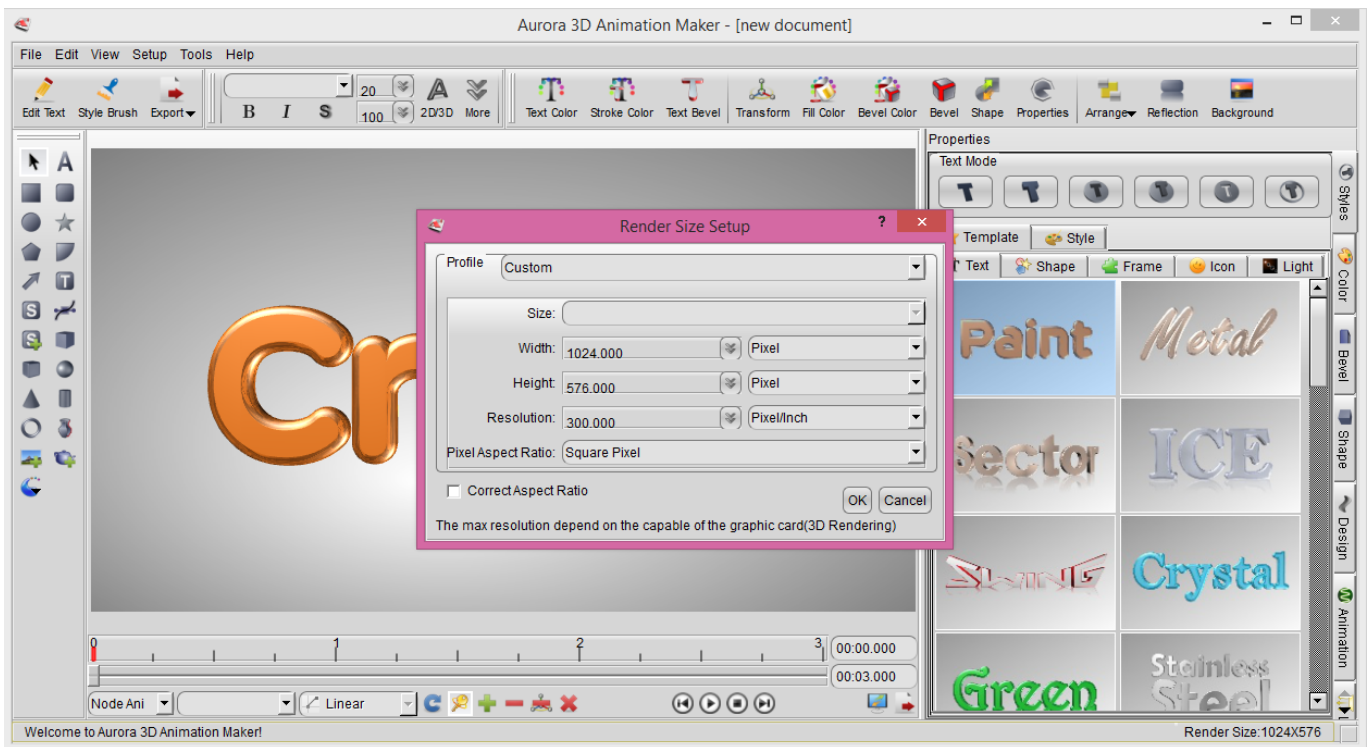 Aurora 3D Animation Maker - [new document]
File Edit View Setup Tools Help
Edit Text Style Brush Export B I S 20 100 2D/3D More Text Color Stroke Color Text Bevel Transform Fill Color Bevel Color Bevel Shape Properties Arrange Reflection Background
Properties
Text Mode
Template Style
Text Shape Frame Icon Light
Paint Metal
Sector ICE
SWING Crystal
Green Stainless Steel
Styles
Color
Bevel
Shape
Design
Animation
Cr
Render Size Setup ?
Profile Custom
Size:
Width: 1024.000 Pixel
Height: 576.000 Pixel
Resolution: 300.000 Pixel/Inch
Pixel Aspect Ratio: Square Pixel
Correct Aspect Ratio
OK Cancel
The max resolution depend on the capable of the graphic card(3D Rendering)
0 1 2 3 00:00.000
00:03.000
Node Ani Linear
Welcome to Aurora 3D Animation Maker! Render Size:1024X576